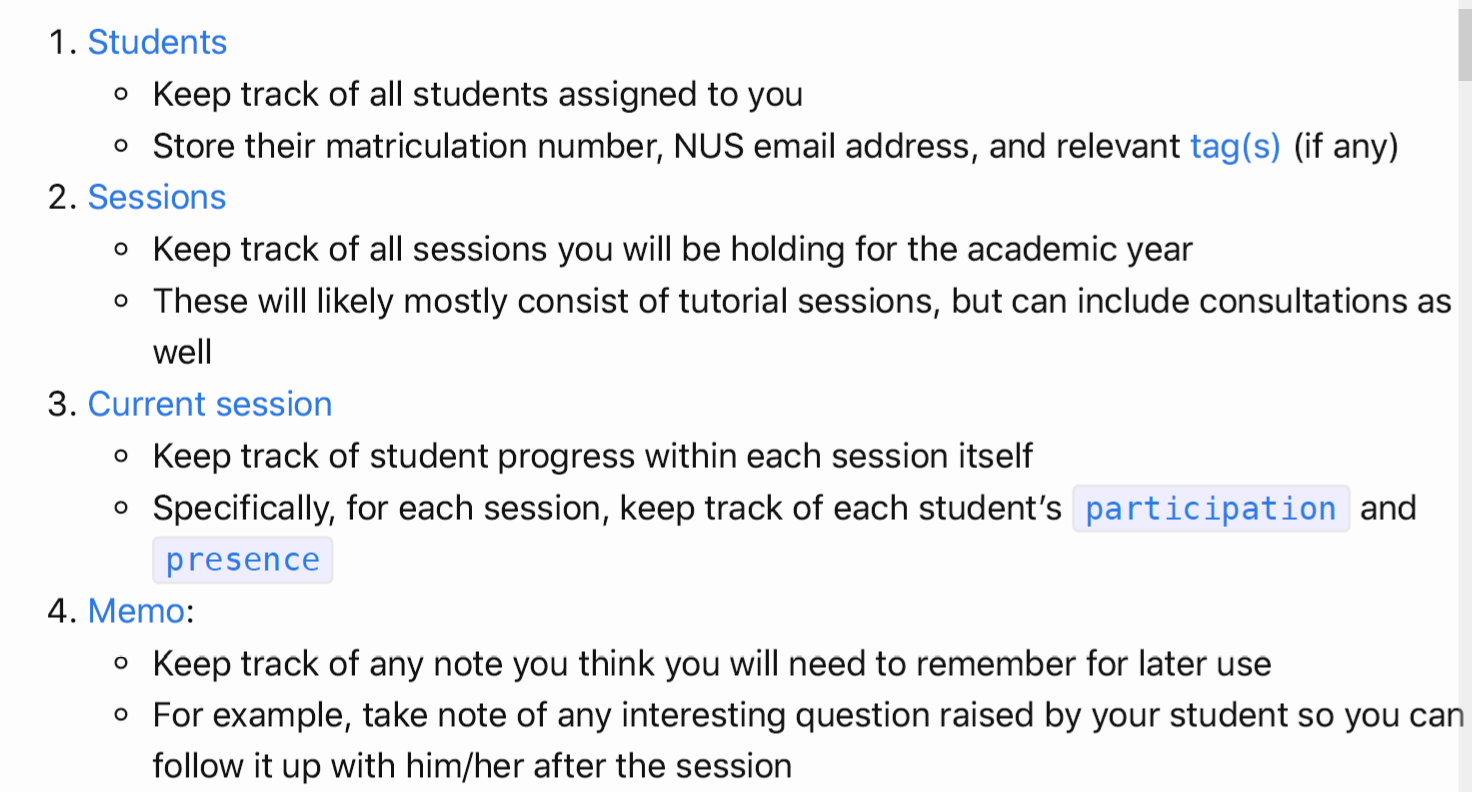 1. Students
Keep track of all students assigned to you
Store their matriculation number, NUS email address, and relevant tag(s) (if any)
2. Sessions
Keep track of all sessions you will be holding for the academic year
These will likely mostly consist of tutorial sessions, but can include consultations as
well
3. Current session
Keep track of student progress within each session itself
Specifically, for each session, keep track of each student’s participation and
presence
4. Memo:
Keep track of any note you think you will need to remember for later use
For example, take note of any interesting question raised by your student so you can
follow it up with him/her after the session